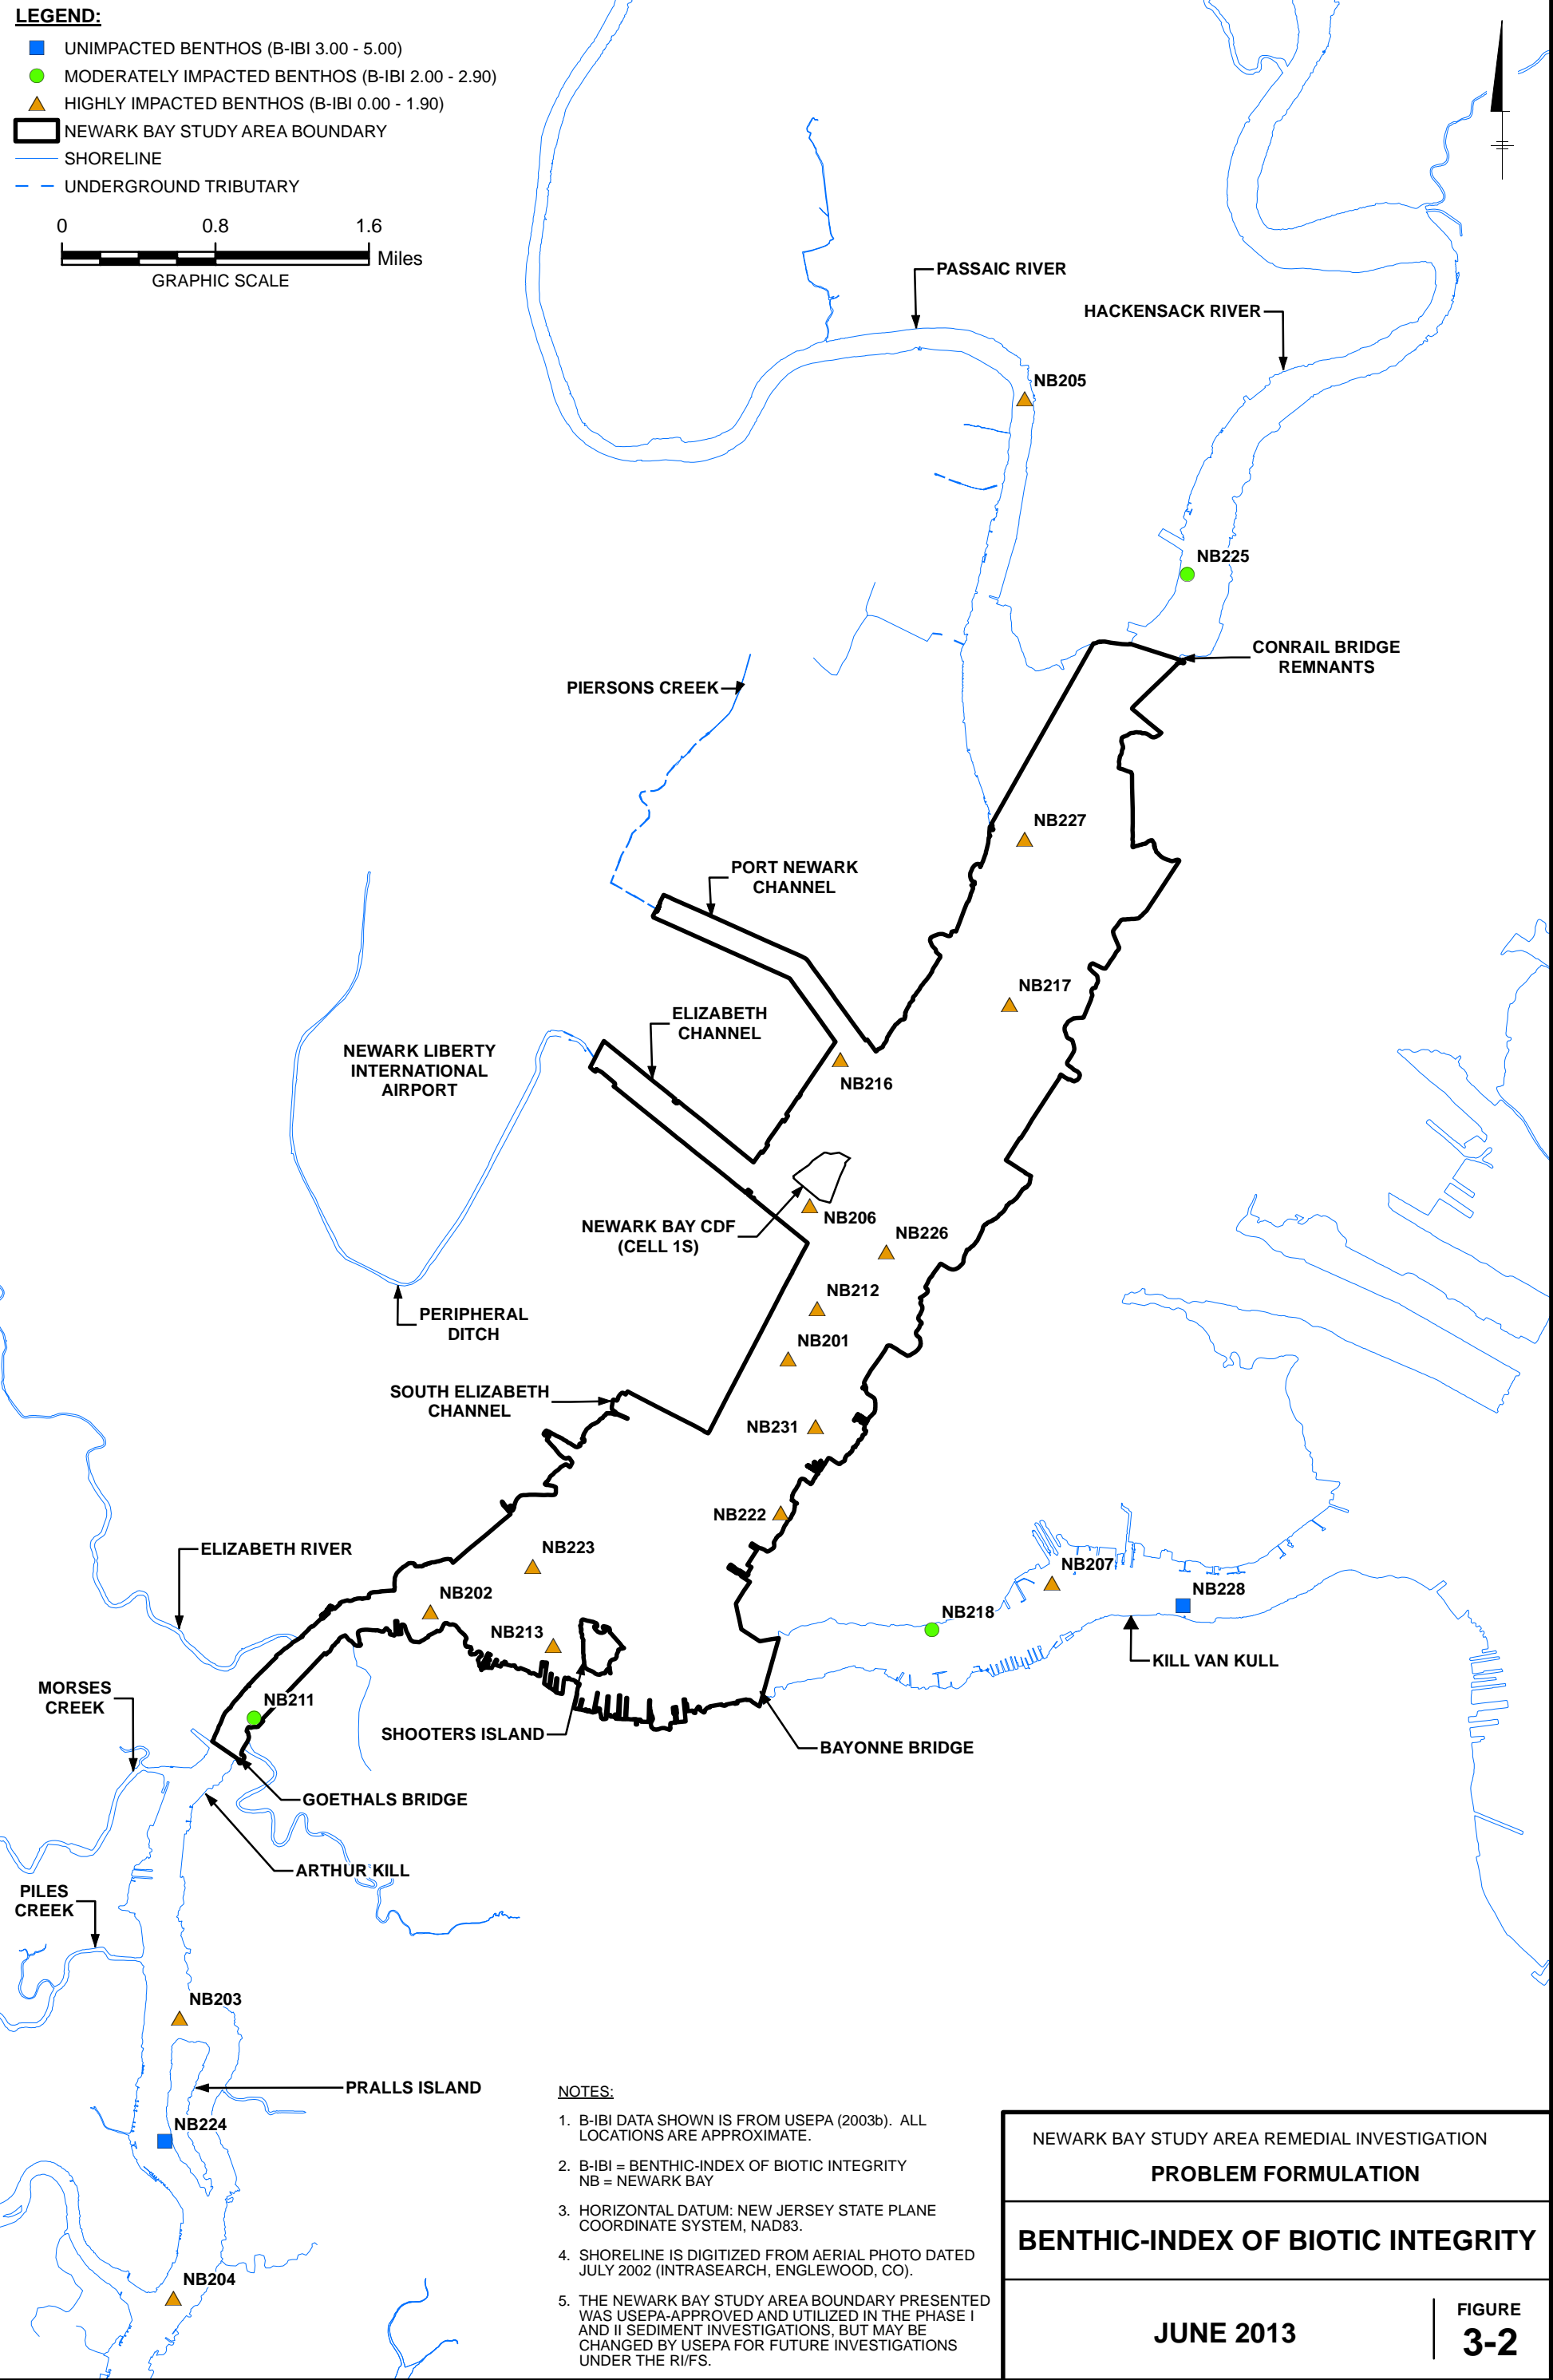 LEGEND:
UNIMPACTED BENTHOS (B-IBI 3.00 - 5.00)
MODERATELY IMPACTED BENTHOS (B-IBI 2.00 - 2.90)
HIGHLY IMPACTED BENTHOS (B-IBI 0.00 - 1.90)
NEWARK BAY STUDY AREA BOUNDARY
SHORELINE
UNDERGROUND TRIBUTARY
0 0.8 1.6
Miles
GRAPHIC SCALE
PASSAIC RIVER
HACKENSACK RIVER
NB205
NB225
CONRAIL BRIDGE
REMNANTS
PIERSONS CREEK
NB227
PORT NEWARK
CHANNEL
NB217
ELIZABETH
CHANNEL
NEWARK LIBERTY
INTERNATIONAL
AIRPORT
NB216
NB206
NEWARK BAY CDF
(CELL 1S)
NB226
NB212
PERIPHERAL
DITCH
NB201
SOUTH ELIZABETH
CHANNEL
NB231
NB222
ELIZABETH RIVER
NB223
NB207
NB202
NB228
NB218
NB213
KILL VAN KULL
MORSES
CREEK
NB211
SHOOTERS ISLAND
BAYONNE BRIDGE
GOETHALS BRIDGE
ARTHUR KILL
PILES
CREEK
NB203
PRALLS ISLAND
NB224
NB204
NOTES:
1. B-IBI DATA SHOWN IS FROM USEPA (2003b). ALL
LOCATIONS ARE APPROXIMATE.
2. B-IBI = BENTHIC-INDEX OF BIOTIC INTEGRITY
NB = NEWARK BAY
3. HORIZONTAL DATUM: NEW JERSEY STATE PLANE
COORDINATE SYSTEM, NAD83.
4. SHORELINE IS DIGITIZED FROM AERIAL PHOTO DATED
JULY 2002 (INTRASEARCH, ENGLEWOOD, CO).
5. THE NEWARK BAY STUDY AREA BOUNDARY PRESENTED
WAS USEPA-APPROVED AND UTILIZED IN THE PHASE I
AND II SEDIMENT INVESTIGATIONS, BUT MAY BE
CHANGED BY USEPA FOR FUTURE INVESTIGATIONS
UNDER THE RI/FS.
NEWARK BAY STUDY AREA REMEDIAL INVESTIGATION
PROBLEM FORMULATION
BENTHIC-INDEX OF BIOTIC INTEGRITY
JUNE 2013
FIGURE
3-2